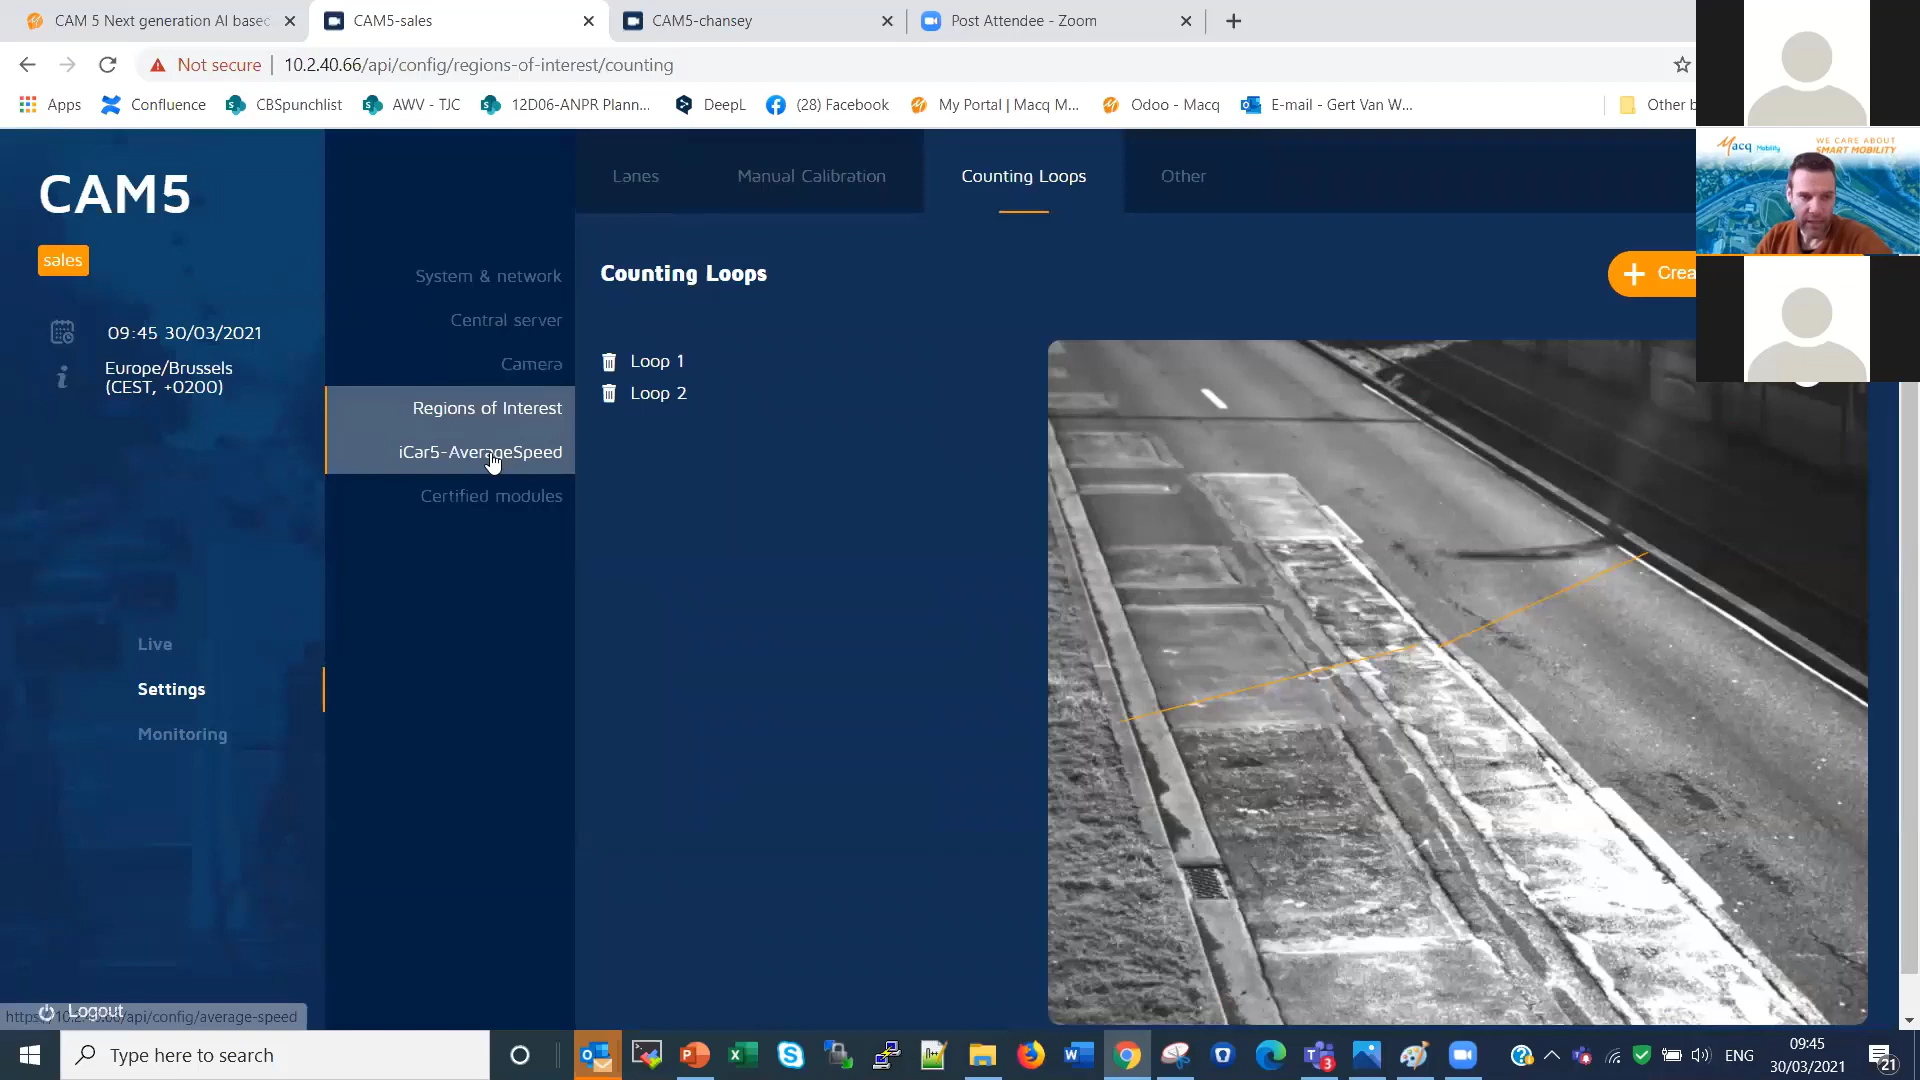 CAM 5 Next generation AI based
CAM5-sales
CAM5-chansey
Post Attendee - Zoom
Not secure
10.2.40.66/api/config/regions-of-interest/counting
Apps
Confluence
CBSpunchlist
AWV - TJC
12D06-ANPR Plann...
DeepL
(28) Facebook
My Portal | Macq M...
Odoo - Macq
E-mail - Gert Van W...
Other b
Macq Mobility
WE CARE ABOUT
SMART MOBILITY
CAM5
sales
09:45 30/03/2021
Europe/Brussels
(CEST, +0200)
Live
Settings
Monitoring
Logout
System & network
Central server
Camera
Regions of Interest
iCar5-AverageSpeed
Certified modules
Lanes
Manual Calibration
Counting Loops
Other
Counting Loops
Crea
Loop 1
Loop 2
Type here to search
3
ENG
09:45
30/03/2021
21